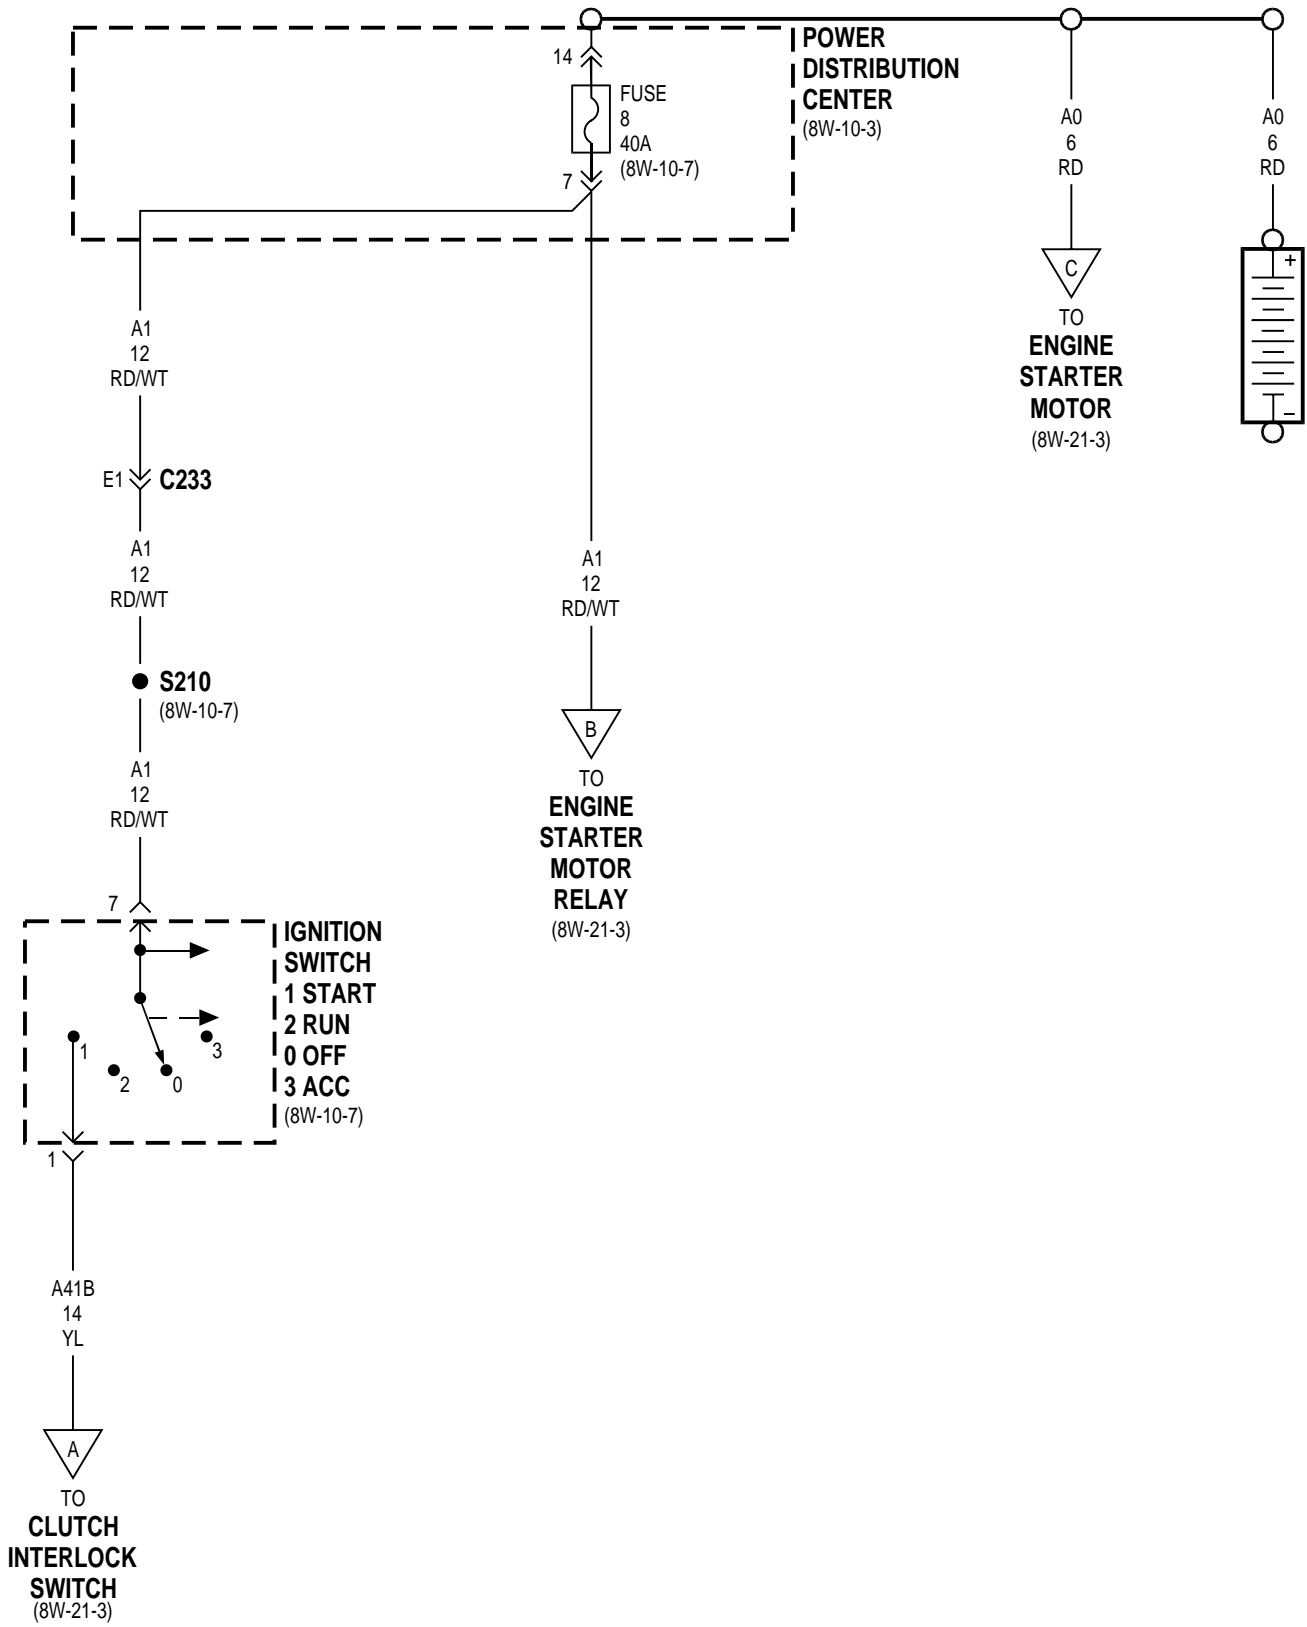 POWER
DISTRIBUTION
CENTER
(8W-10-3)
14
FUSE
8
40A
(8W-10-7)
7
A0
6
RD
A0
6
RD
C
TO
ENGINE
STARTER
MOTOR
(8W-21-3)
+
−
A1
12
RD/WT
E1
C233
A1
12
RD/WT
S210
(8W-10-7)
A1
12
RD/WT
A1
12
RD/WT
B
TO
ENGINE
STARTER
MOTOR
RELAY
(8W-21-3)
7
IGNITION
SWITCH
1 START
2 RUN
0 OFF
3 ACC
(8W-10-7)
1
2
0
3
1
A41B
14
YL
A
TO
CLUTCH
INTERLOCK
SWITCH
(8W-21-3)